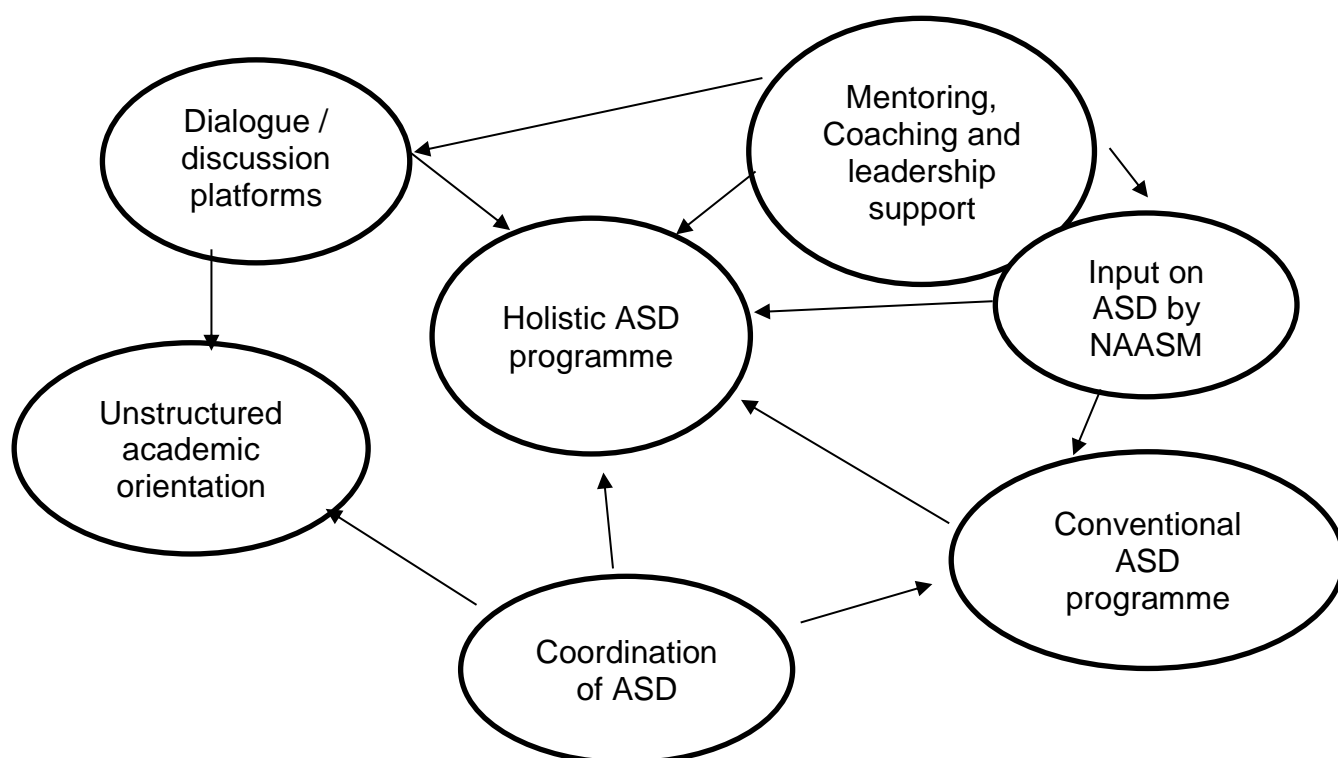 Dialogue /
discussion
platforms
Mentoring,
Coaching and
leadership
support
Holistic ASD
programme
Input on
ASD by
NAASM
Unstructured
academic
orientation
Conventional
ASD
programme
Coordination
of ASD